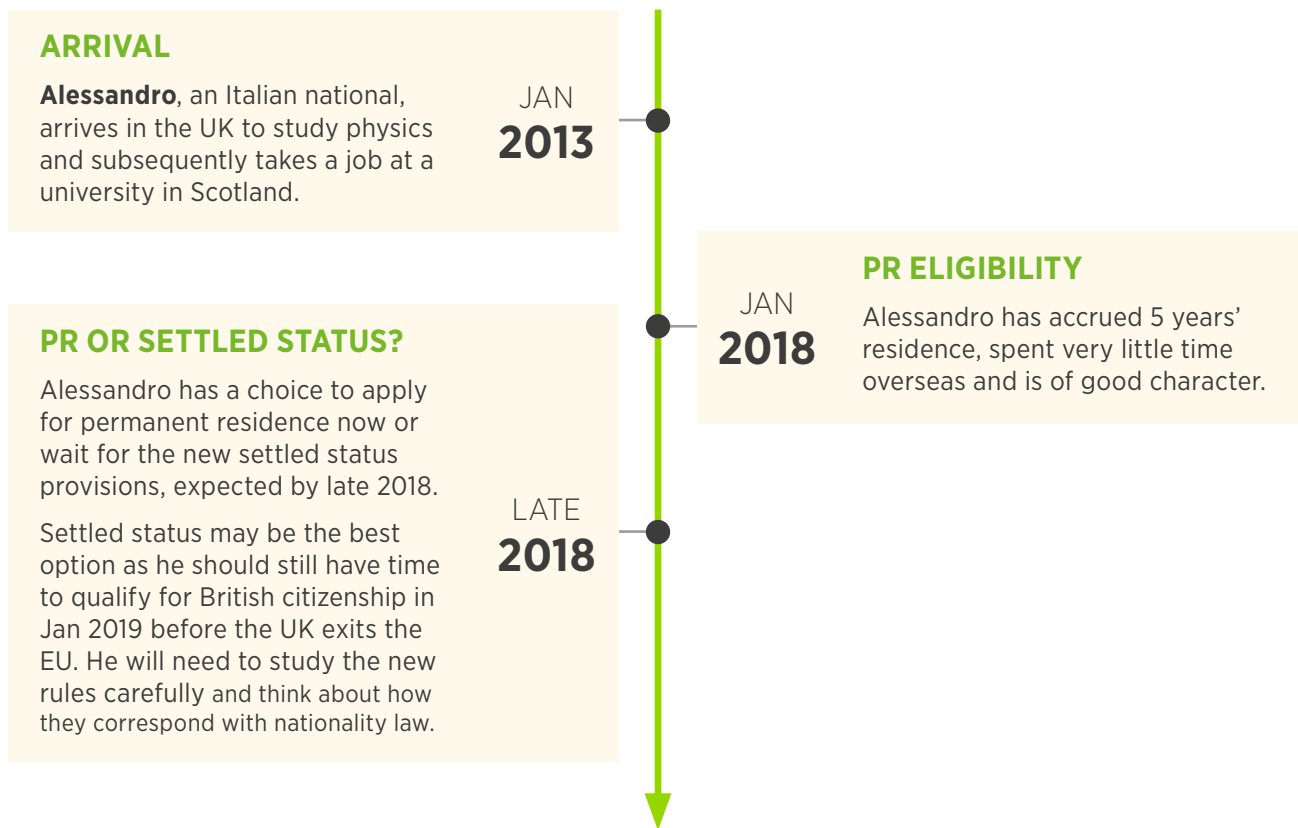 ARRIVAL
Alessandro, an Italian national,
arrives in the UK to study physics
and subsequently takes a job at a
university in Scotland.
JAN
2013
JAN
2018
PR ELIGIBILITY
Alessandro has accrued 5 years’
residence, spent very little time
overseas and is of good character.
PR OR SETTLED STATUS?
Alessandro has a choice to apply
for permanent residence now or
wait for the new settled status
provisions, expected by late 2018.
Settled status may be the best
option as he should still have time
to qualify for British citizenship in
Jan 2019 before the UK exits the
EU. He will need to study the new
rules carefully and think about how
they correspond with nationality law.
LATE
2018